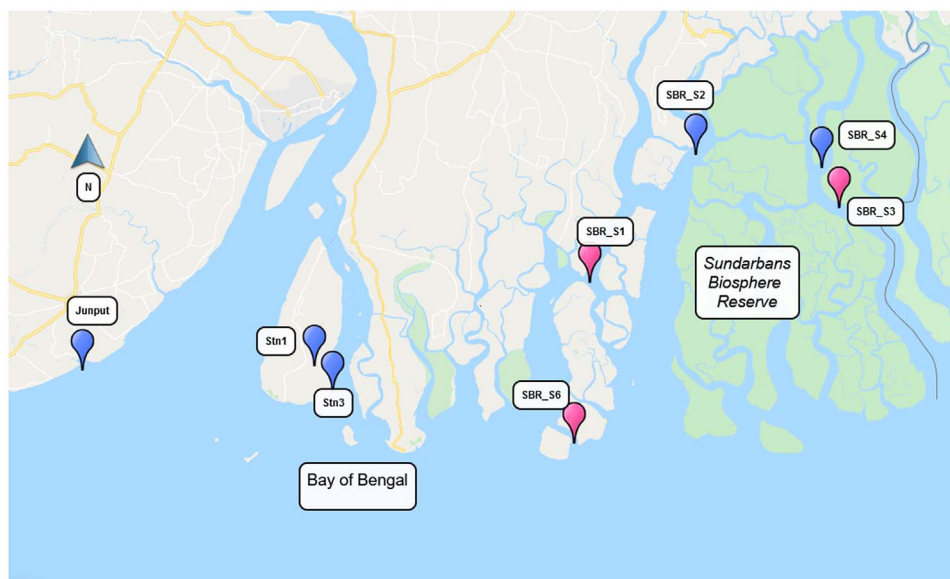 SBR_S2
SBR_S4
N
SBR_S3
SBR_S1
Sundarbans
Biosphere
Reserve
Junput
Stn1
Stn3
SBR_S6
Bay of Bengal